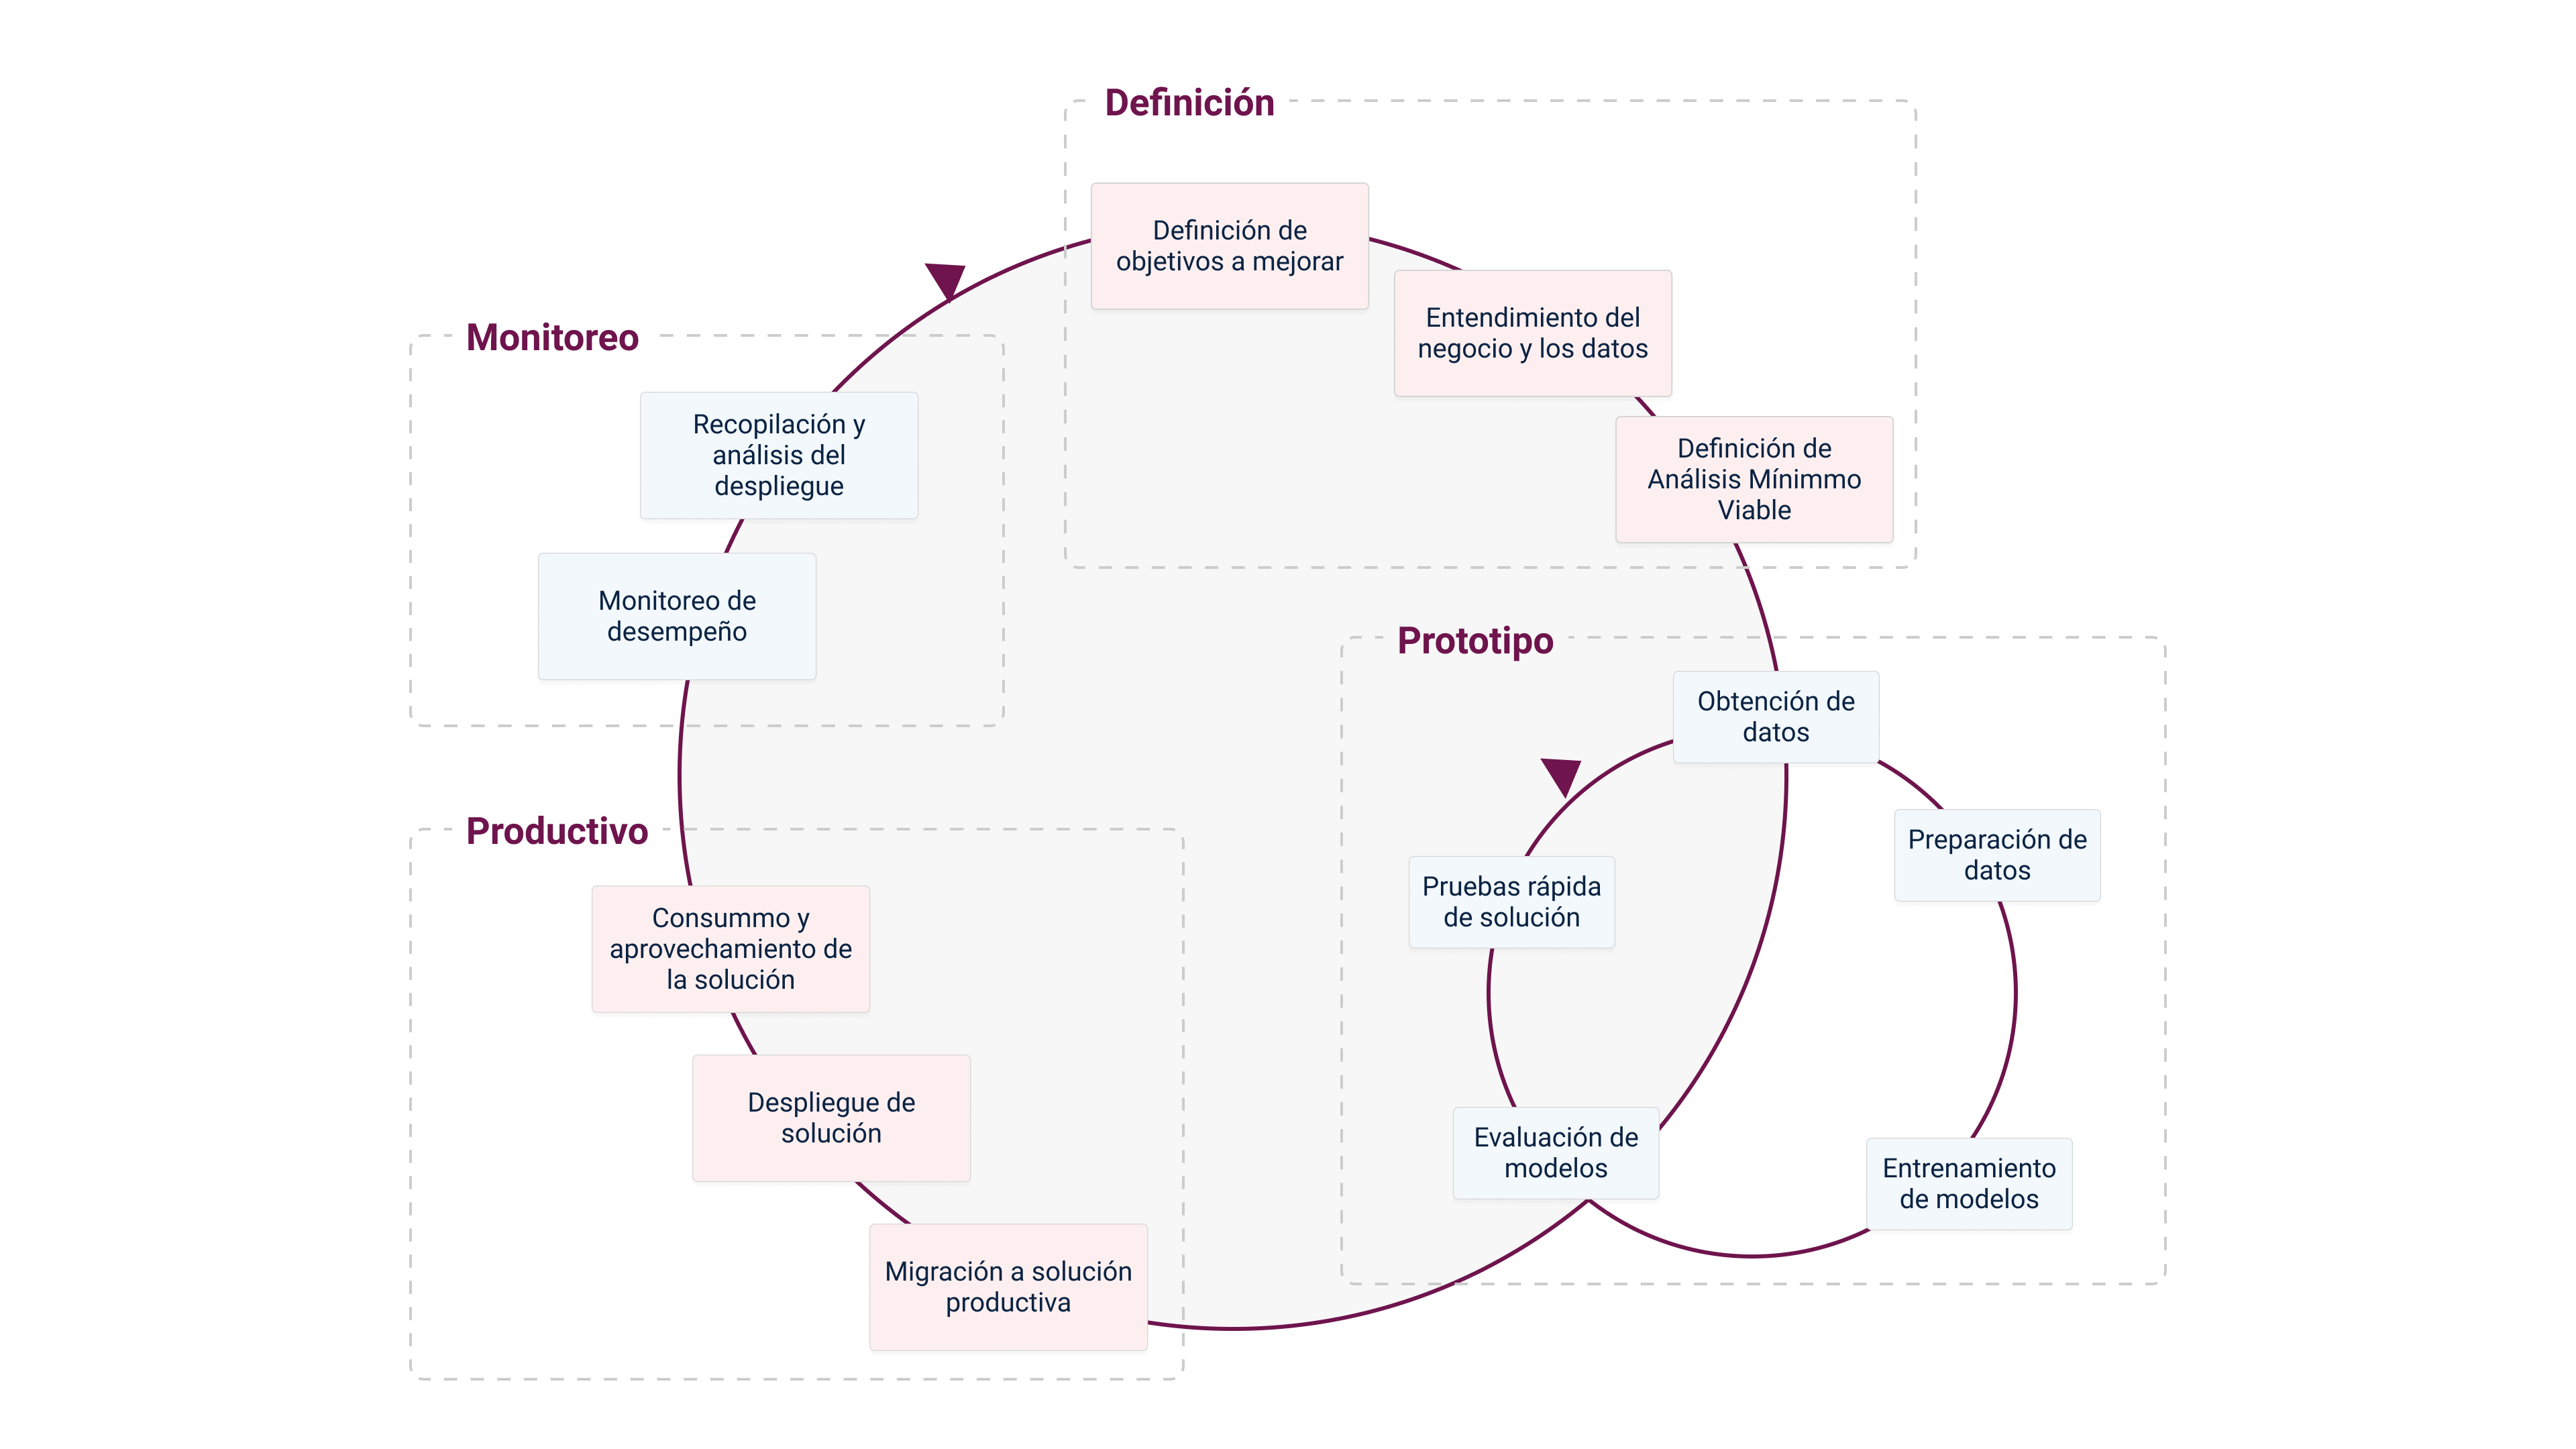 Definición
Definición de
objetivos a mejorar
Entendimiento del
negocio y los datos
Definición de
Análisis Mínimmo
Viable
Monitoreo
Recopilación y
análisis del
despliegue
Monitoreo de
desempeño
Prototipo
Obtención de
datos
Preparación de
datos
Pruebas rápida
de solución
Evaluación de
modelos
Entrenamiento
de modelos
Productivo
Consummo y
aprovechamiento de
la solución
Despliegue de
solución
Migración a solución
productiva